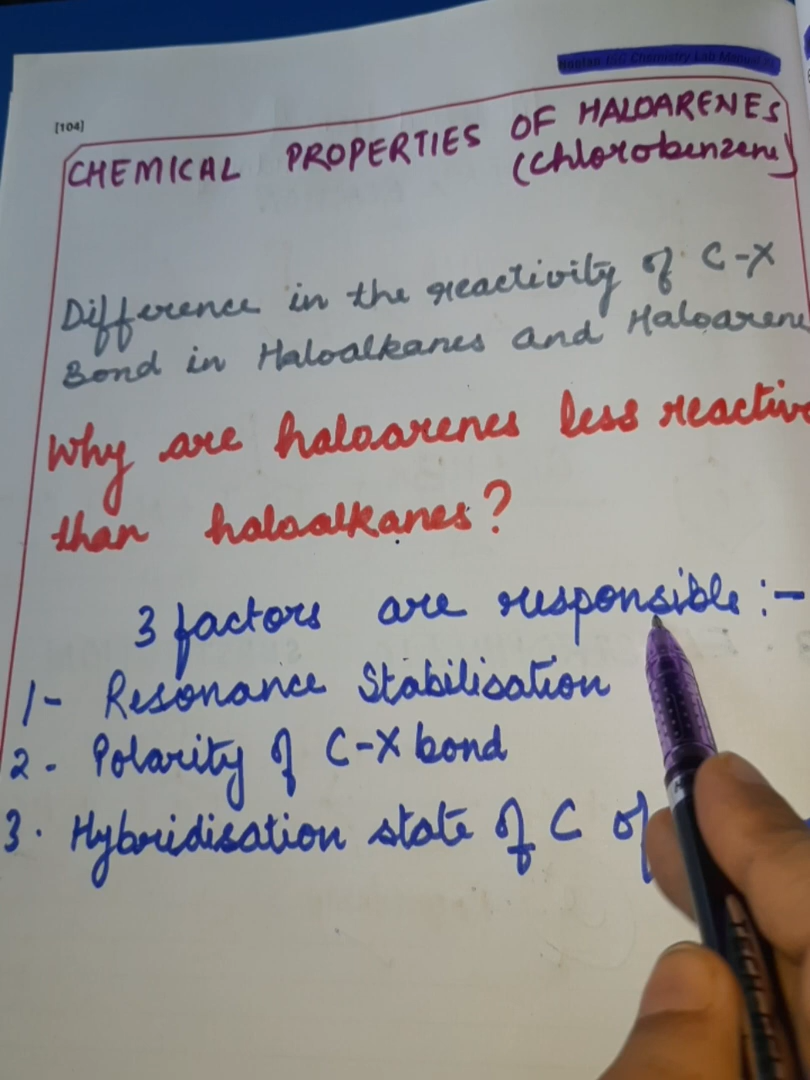 [104]
CHEMICAL PROPERTIES OF HALOARENES
(Chlorobenzene)
Difference in the reactivity of C-X
Bond in Haloalkanes and Haloarene
Why are haloarenes less reactiv
than haloalkanes?
3 factors are responsible:-
1- Resonance Stabilisation
2- Polarity of C-X bond
3. Hybridisation state of C of